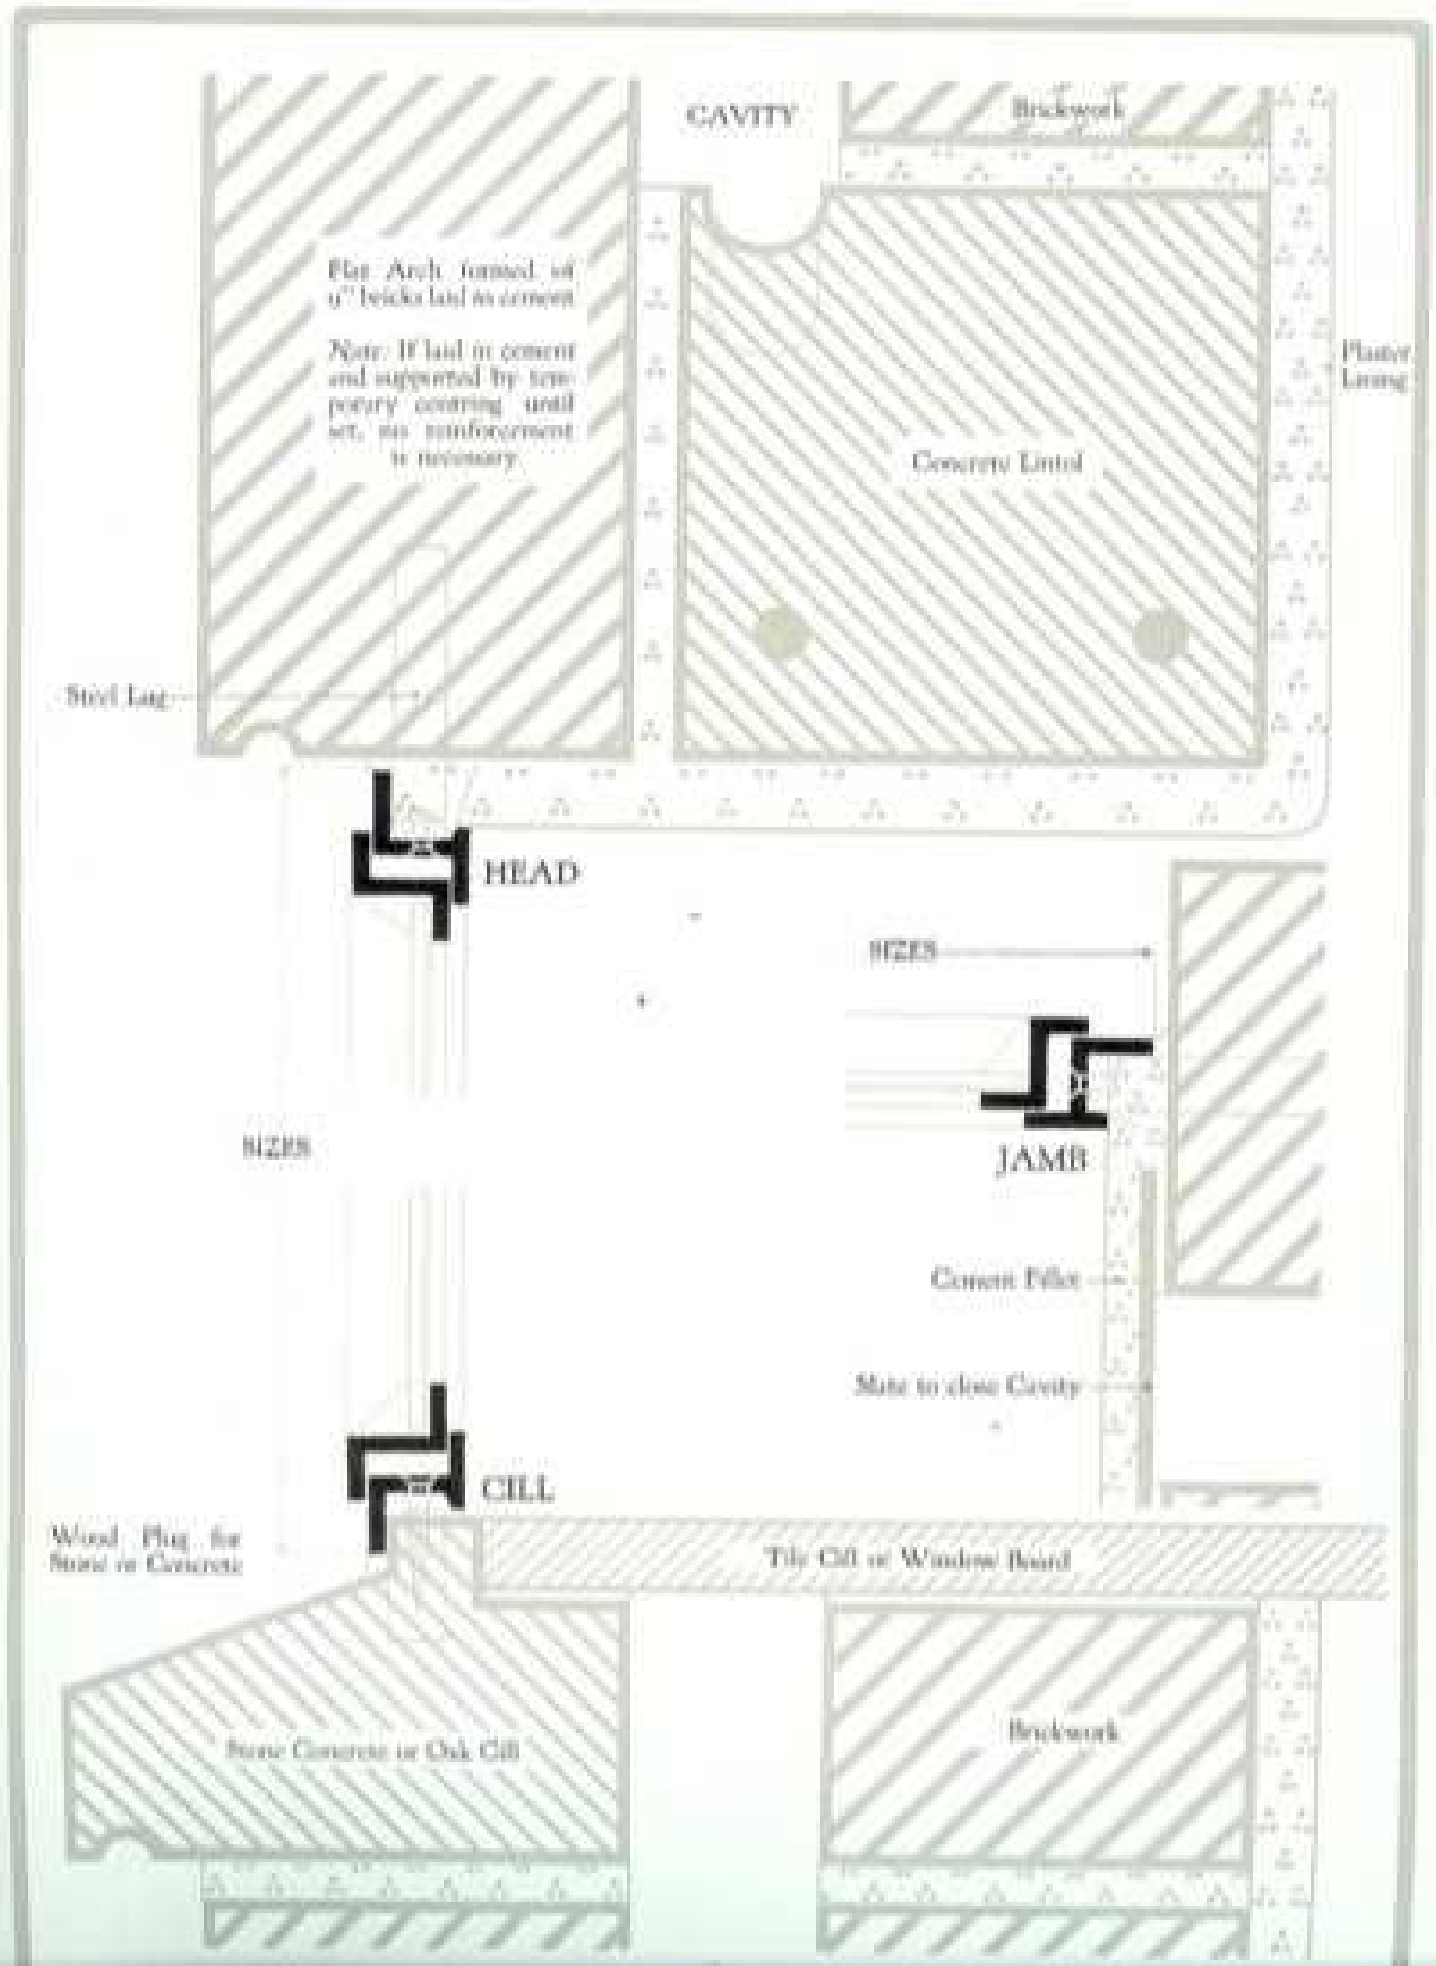 CAVITY
Brickwork
Flat Arch formed of
9" bricks laid in cement
Note: If laid in cement
and supported by tem-
porary centring until
set, no reinforcement
is necessary
Plaster
Lining
Concrete Lintol
Steel Lug
HEAD
SIZES
JAMB
SIZES
Cement Fillet
Slate to close Cavity
CILL
Wood Plug for
Stone or Concrete
Tile Cill or Window Board
Stone Concrete or Oak Cill
Brickwork